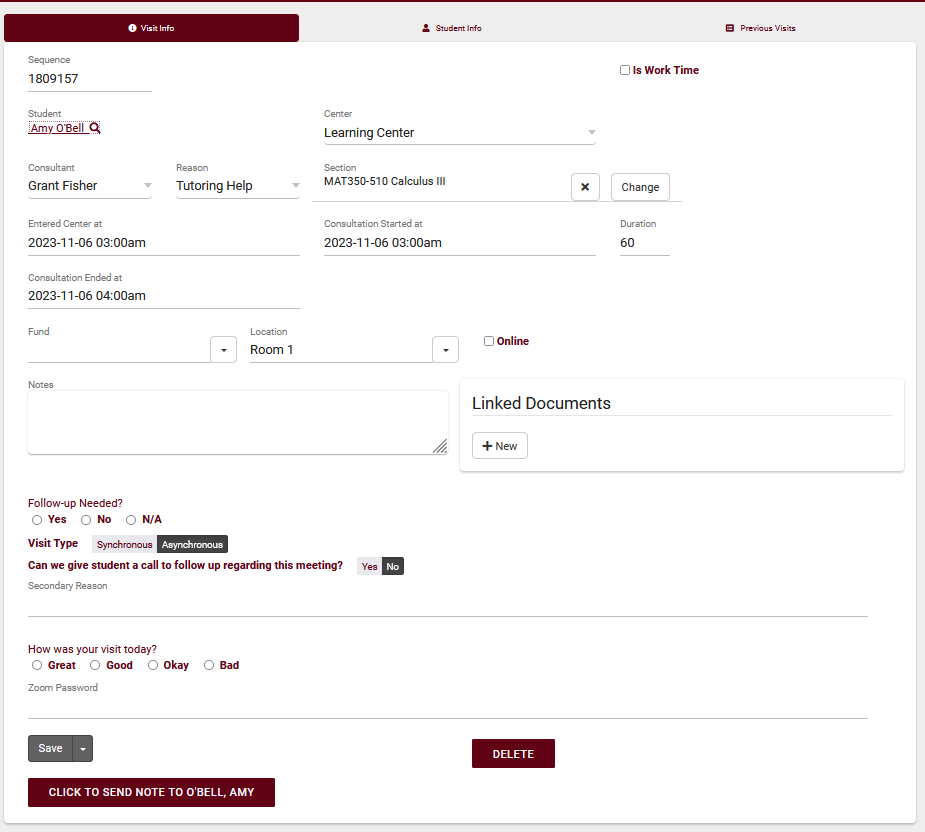 Visit Info Student Info Previous Visits
Sequence
1809157
Is Work Time
Student
Amy O'Bell
Center
Learning Center
Consultant
Grant Fisher
Reason
Tutoring Help
Section
MAT350-510 Calculus III
Change
Entered Center at
2023-11-06 03:00am
Consultation Started at
2023-11-06 03:00am
Duration
60
Consultation Ended at
2023-11-06 04:00am
Fund
Location
Room 1
Online
Notes
Linked Documents
New
Follow-up Needed?
Yes No N/A
Visit Type Synchronous Asynchronous
Can we give student a call to follow up regarding this meeting? Yes No
Secondary Reason
How was your visit today?
Great Good Okay Bad
Zoom Password
Save
DELETE
CLICK TO SEND NOTE TO O'BELL, AMY